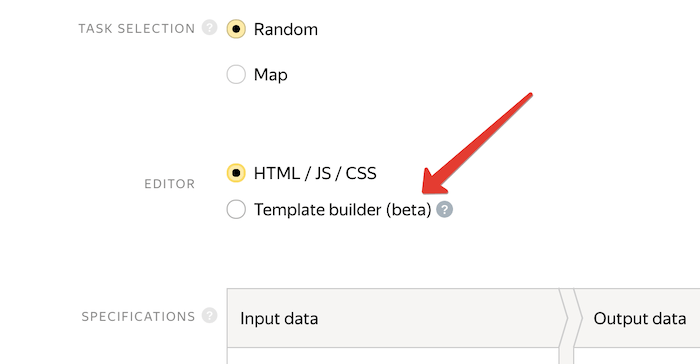 TASK SELECTION ? Random
Map
EDITOR
HTML / JS / CSS
Template builder (beta) ?
SPECIFICATIONS ? Input data Output data